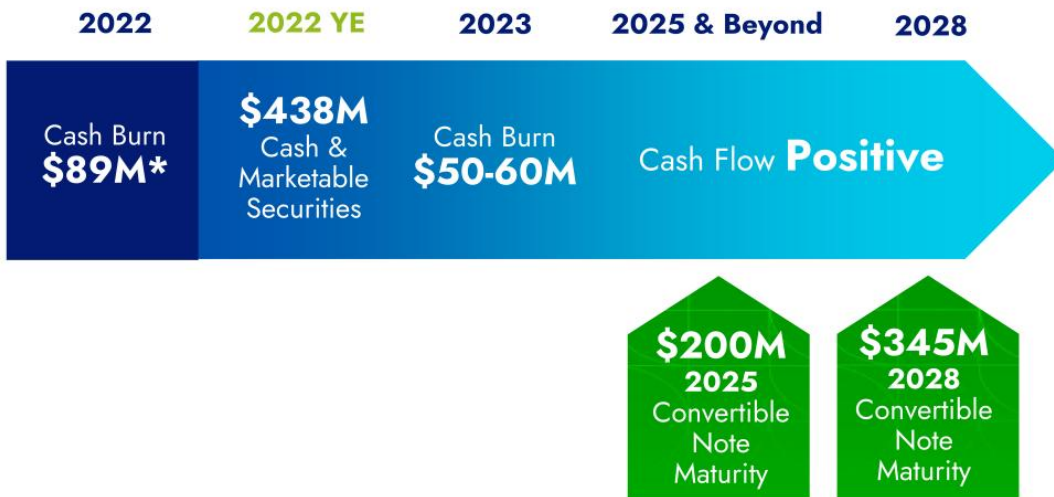 2022
2022 YE
2023
2025 & Beyond
2028
Cash Burn
$89M*
$438M
Cash &
Marketable
Securities
Cash Burn
$50-60M
Cash Flow Positive
$200M
2025
Convertible
Note
Maturity
$345M
2028
Convertible
Note
Maturity